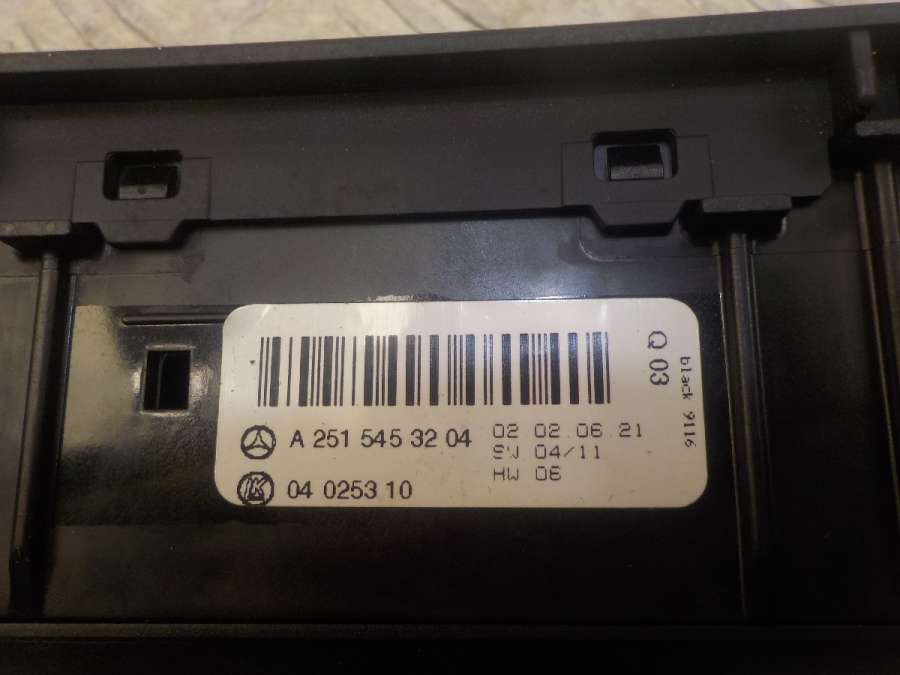 A 251 545 32 04
02 02.06.21
SW 04/11
HW 06
04 0253 10
Q 03
black 9116